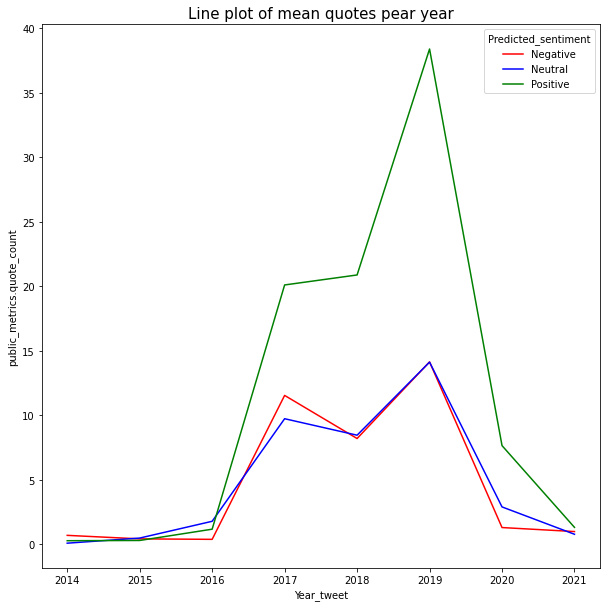 Line plot of mean quotes pear year
Predicted_sentiment
Negative
Neutral
Positive
public_metrics.quote_count
40
35
30
25
20
15
10
5
0
2014 2015 2016 2017 2018 2019 2020 2021
Year_tweet